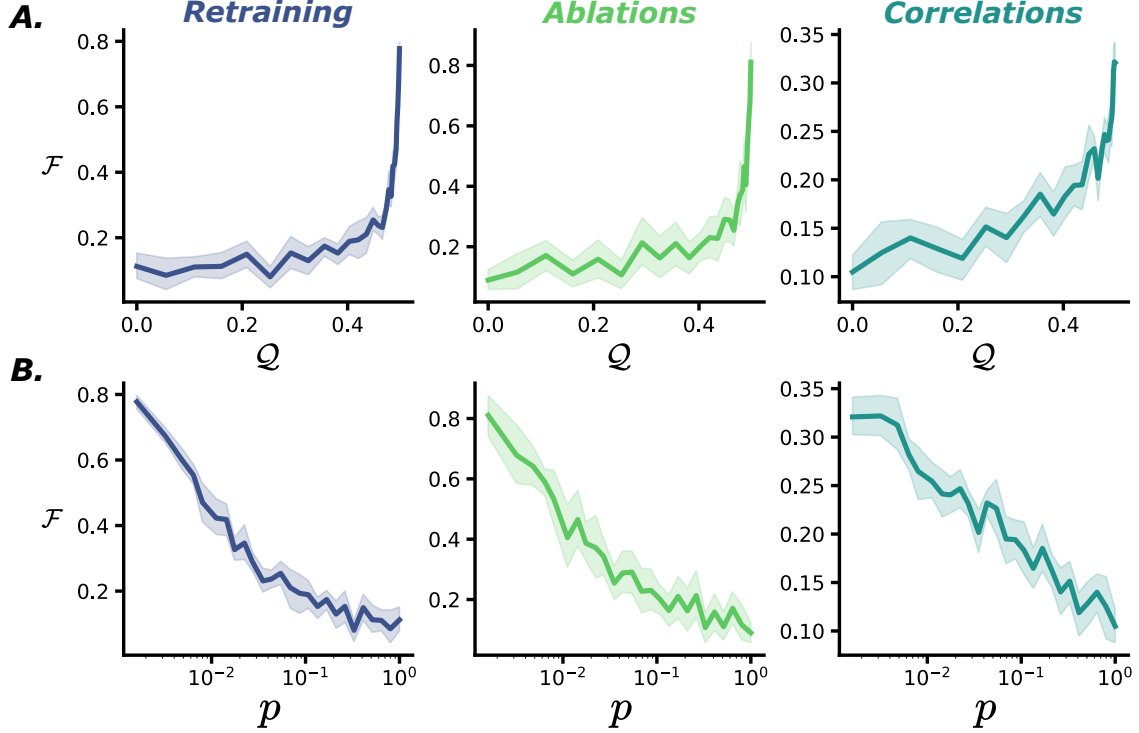 A.
Retraining Ablations Correlations
0.8 0.8 0.35
0.6 0.6 0.30
ℱ 0.4 0.4 0.25
0.2 0.2 0.20
0.15
0.10
0.0 0.2 0.4 0.0 0.2 0.4 0.0 0.2 0.4
𝒬 𝒬 𝒬
B.
0.8 0.8 0.35
0.6 0.6 0.30
ℱ 0.4 0.4 0.25
0.2 0.2 0.20
0.15
0.10
10⁻² 10⁻¹ 10⁰ 10⁻² 10⁻¹ 10⁰ 10⁻² 10⁻¹ 10⁰
p p p